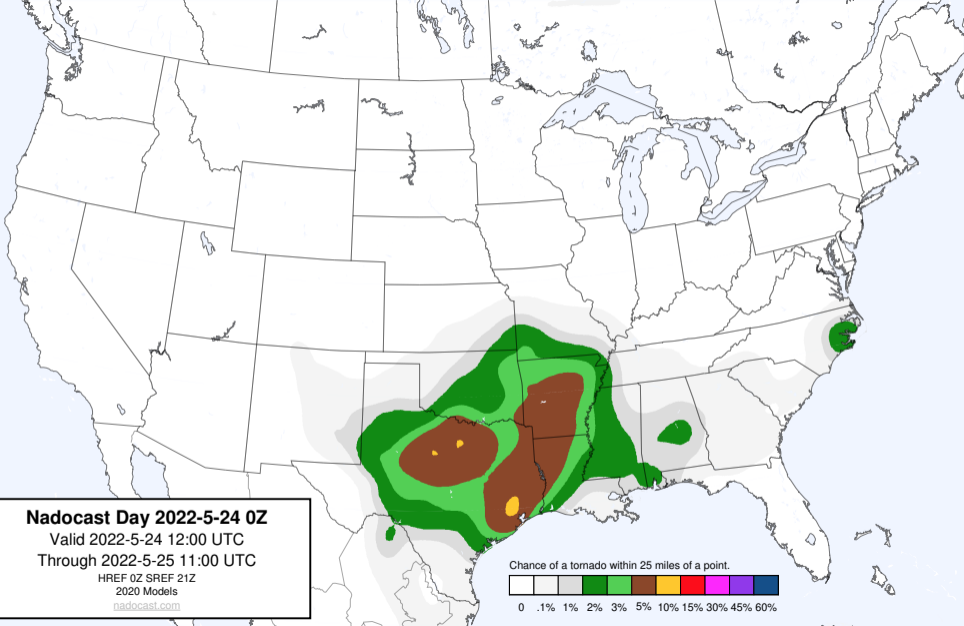 Nadocast Day 2022-5-24 0Z
Valid 2022-5-24 12:00 UTC
Through 2022-5-25 11:00 UTC
HREF 0Z SREF 21Z
2020 Models
nadocast.com
Chance of a tornado within 25 miles of a point.
0 .1% 1% 2% 3% 5% 10% 15% 30% 45% 60%